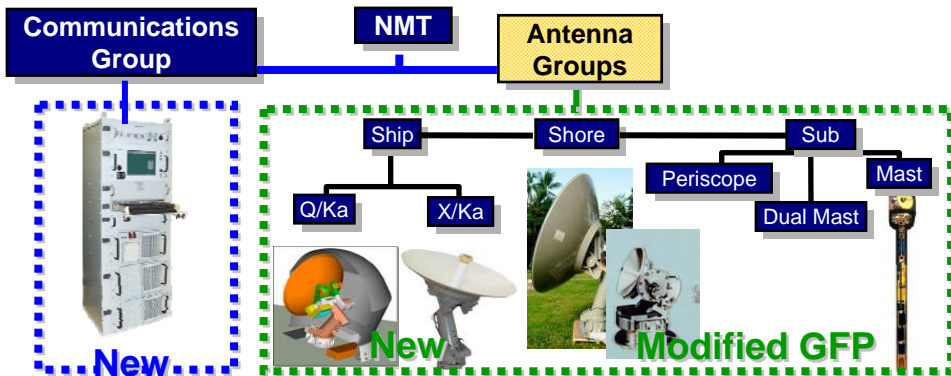 Communications
Group
NMT
Antenna
Groups
Ship
Shore
Sub
Periscope
Mast
Q/Ka
X/Ka
Dual Mast
New
New
Modified GFP